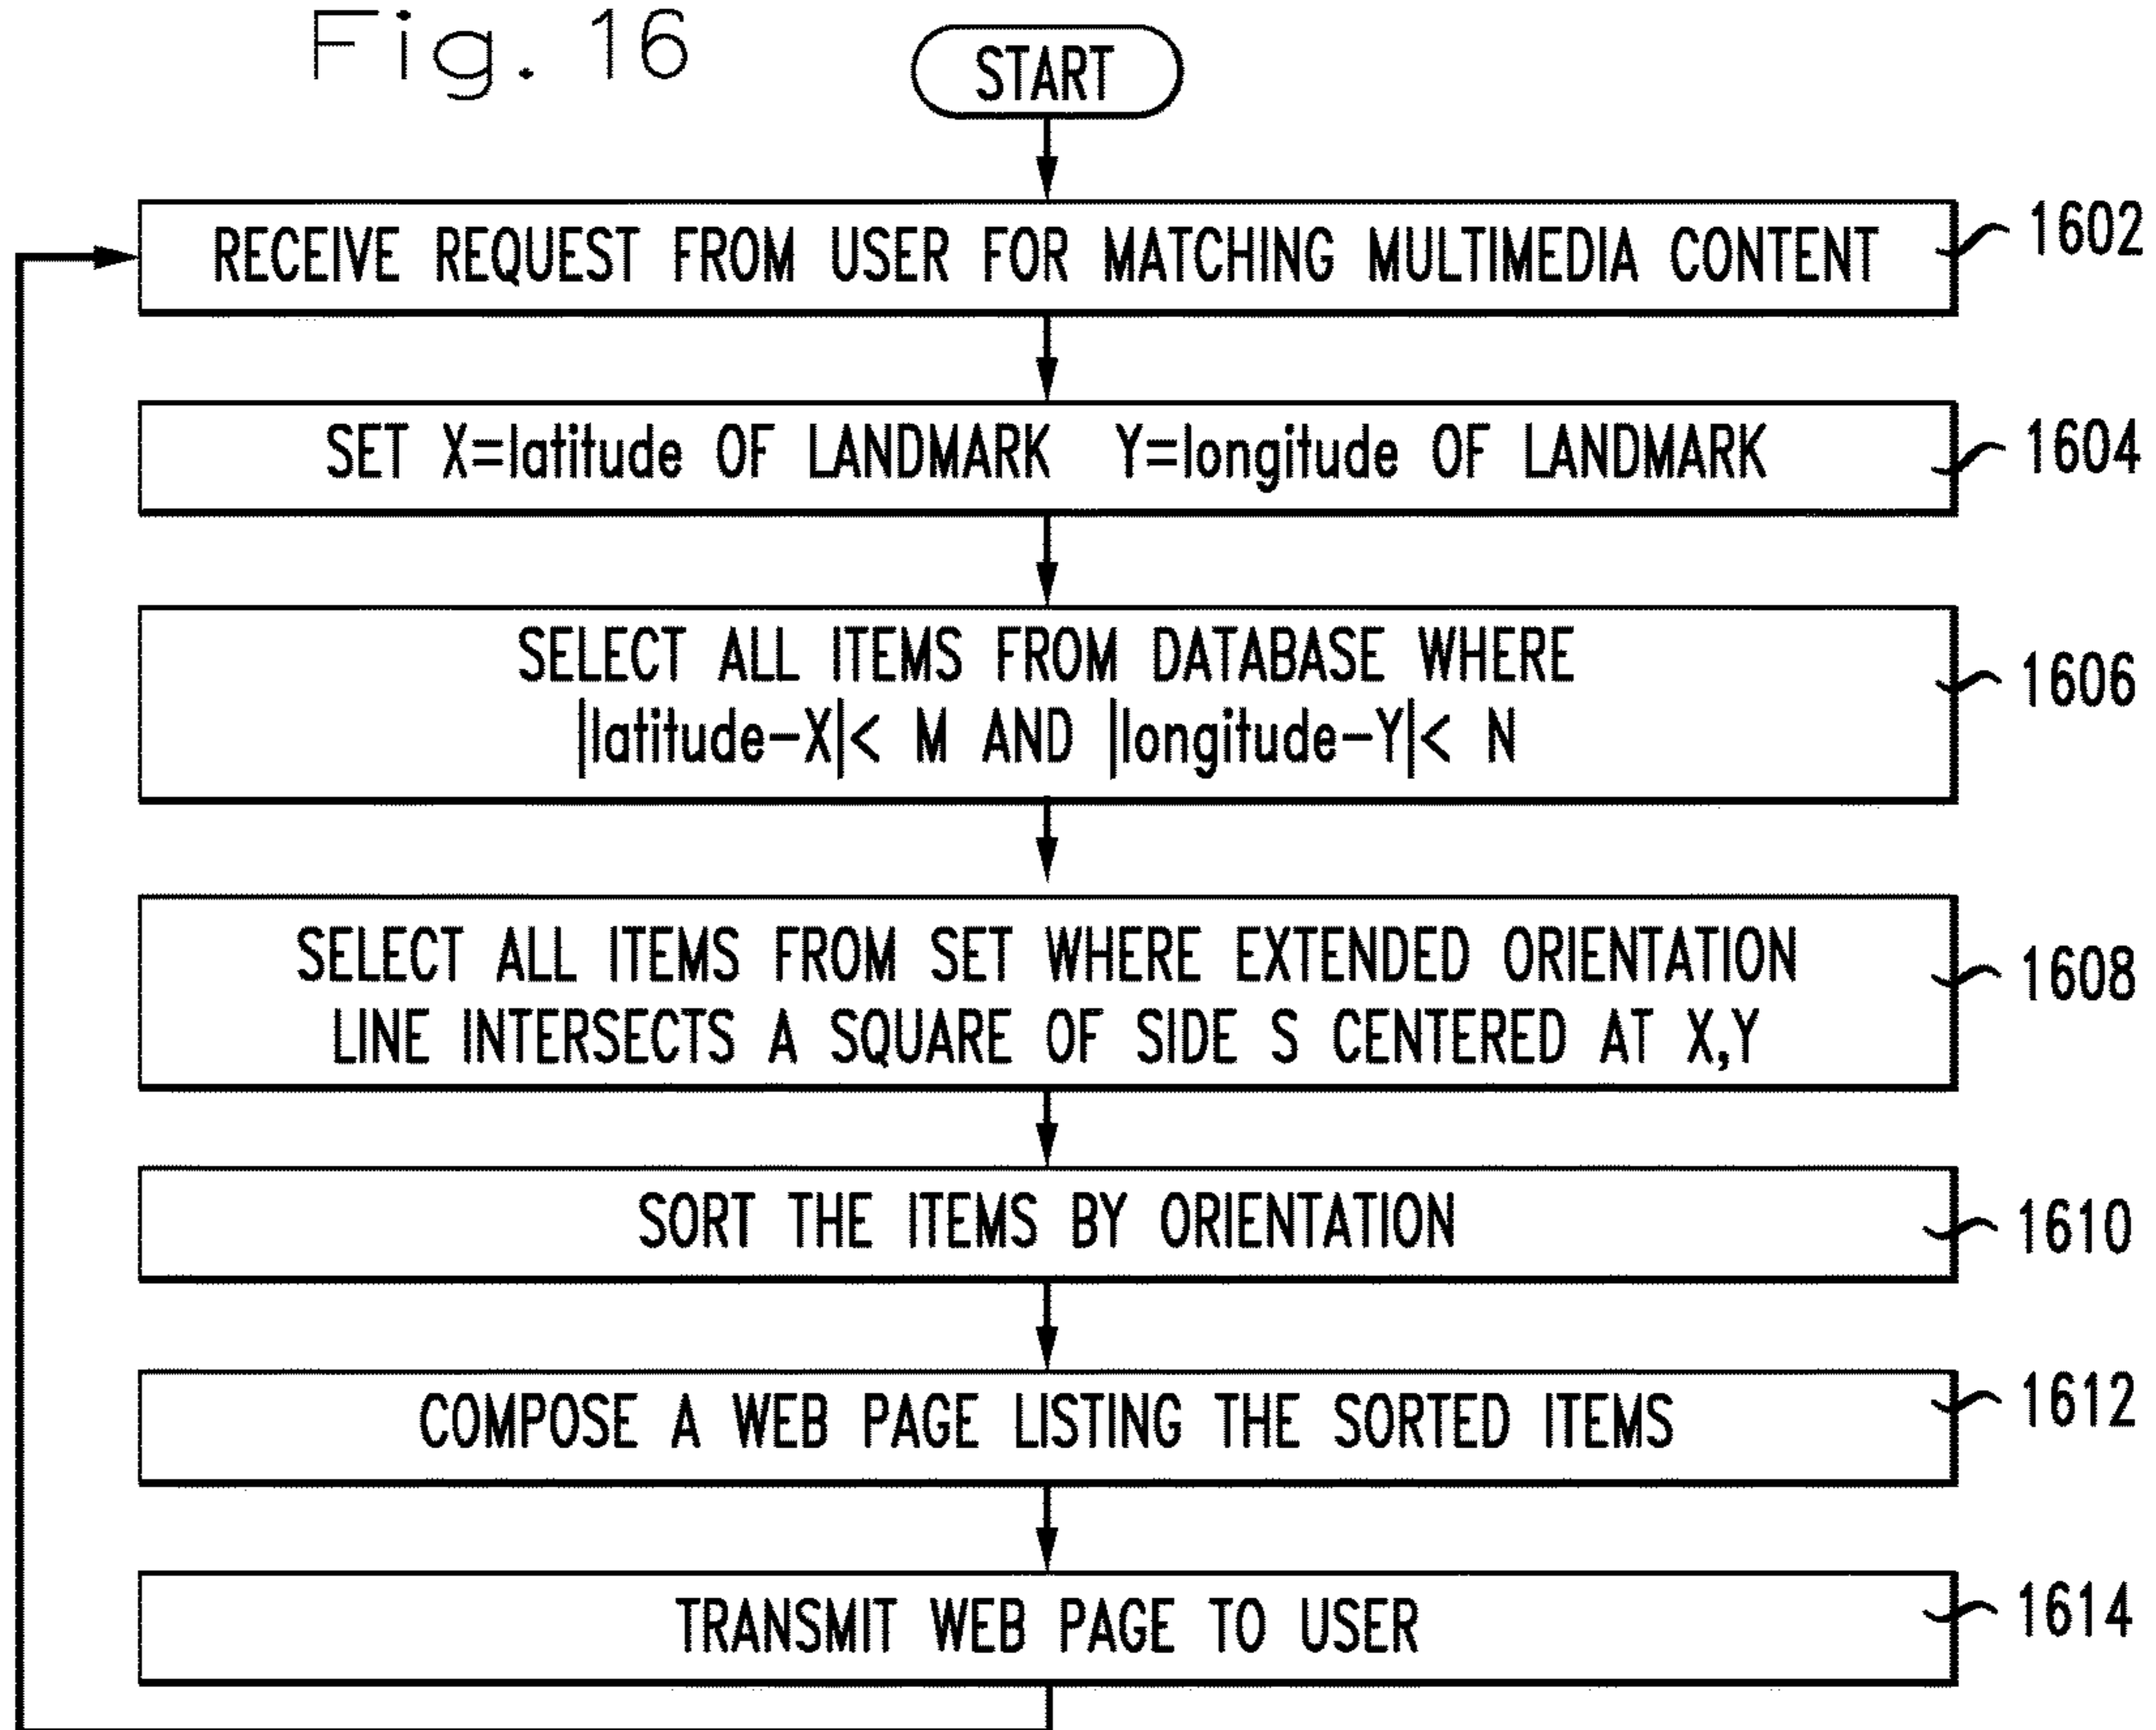 Fig. 16
START
RECEIVE REQUEST FROM USER FOR MATCHING MULTIMEDIA CONTENT
1602
SET X=latitude OF LANDMARK Y=longitude OF LANDMARK
1604
SELECT ALL ITEMS FROM DATABASE WHERE
|latitude-X|< M AND |longitude-Y|< N
1606
SELECT ALL ITEMS FROM SET WHERE EXTENDED ORIENTATION
LINE INTERSECTS A SQUARE OF SIDE S CENTERED AT X,Y
1608
SORT THE ITEMS BY ORIENTATION
1610
COMPOSE A WEB PAGE LISTING THE SORTED ITEMS
1612
TRANSMIT WEB PAGE TO USER
1614